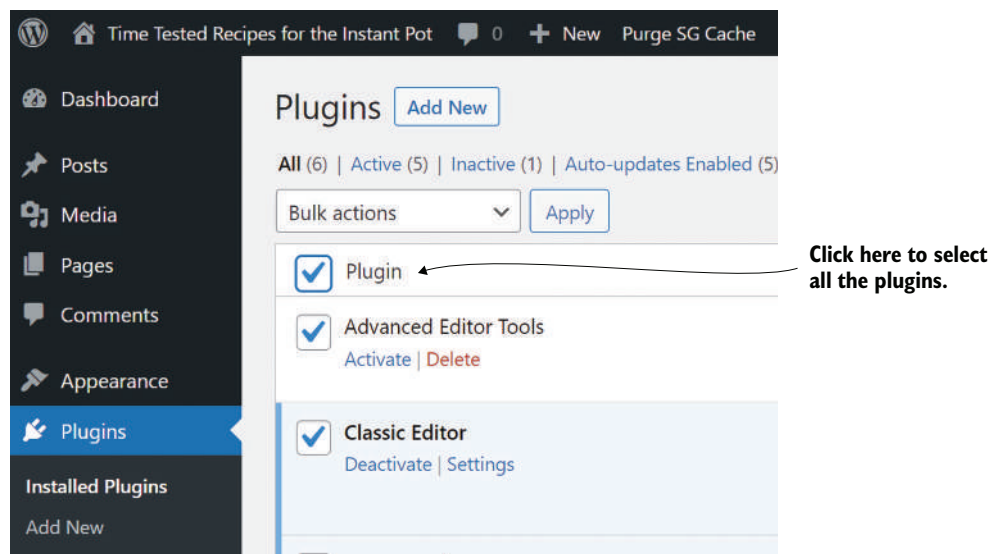 Time Tested Recipes for the Instant Pot 0 + New Purge SG Cache
Dashboard
Posts
Media
Pages
Comments
Appearance
Plugins
Installed Plugins
Add New
Plugins Add New
All (6) | Active (5) | Inactive (1) | Auto-updates Enabled (5)
Bulk actions Apply
Plugin
Advanced Editor Tools
Activate | Delete
Classic Editor
Deactivate | Settings
Click here to select
all the plugins.